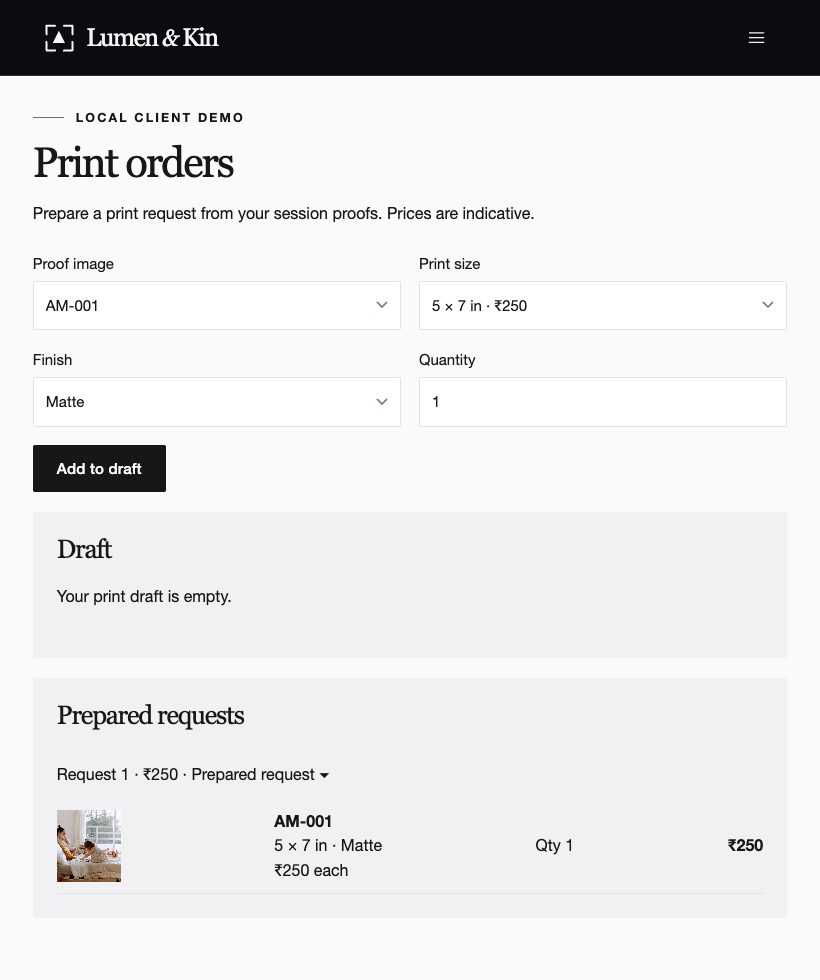 Lumen & Kin
LOCAL CLIENT DEMO
Print orders
Prepare a print request from your session proofs. Prices are indicative.
Proof image
Print size
AM-001
5 × 7 in · ₹250
Finish
Quantity
Matte
1
Add to draft
Draft
Your print draft is empty.
Prepared requests
Request 1 · ₹250 · Prepared request
AM-001
5 × 7 in · Matte
₹250 each
Qty 1
₹250